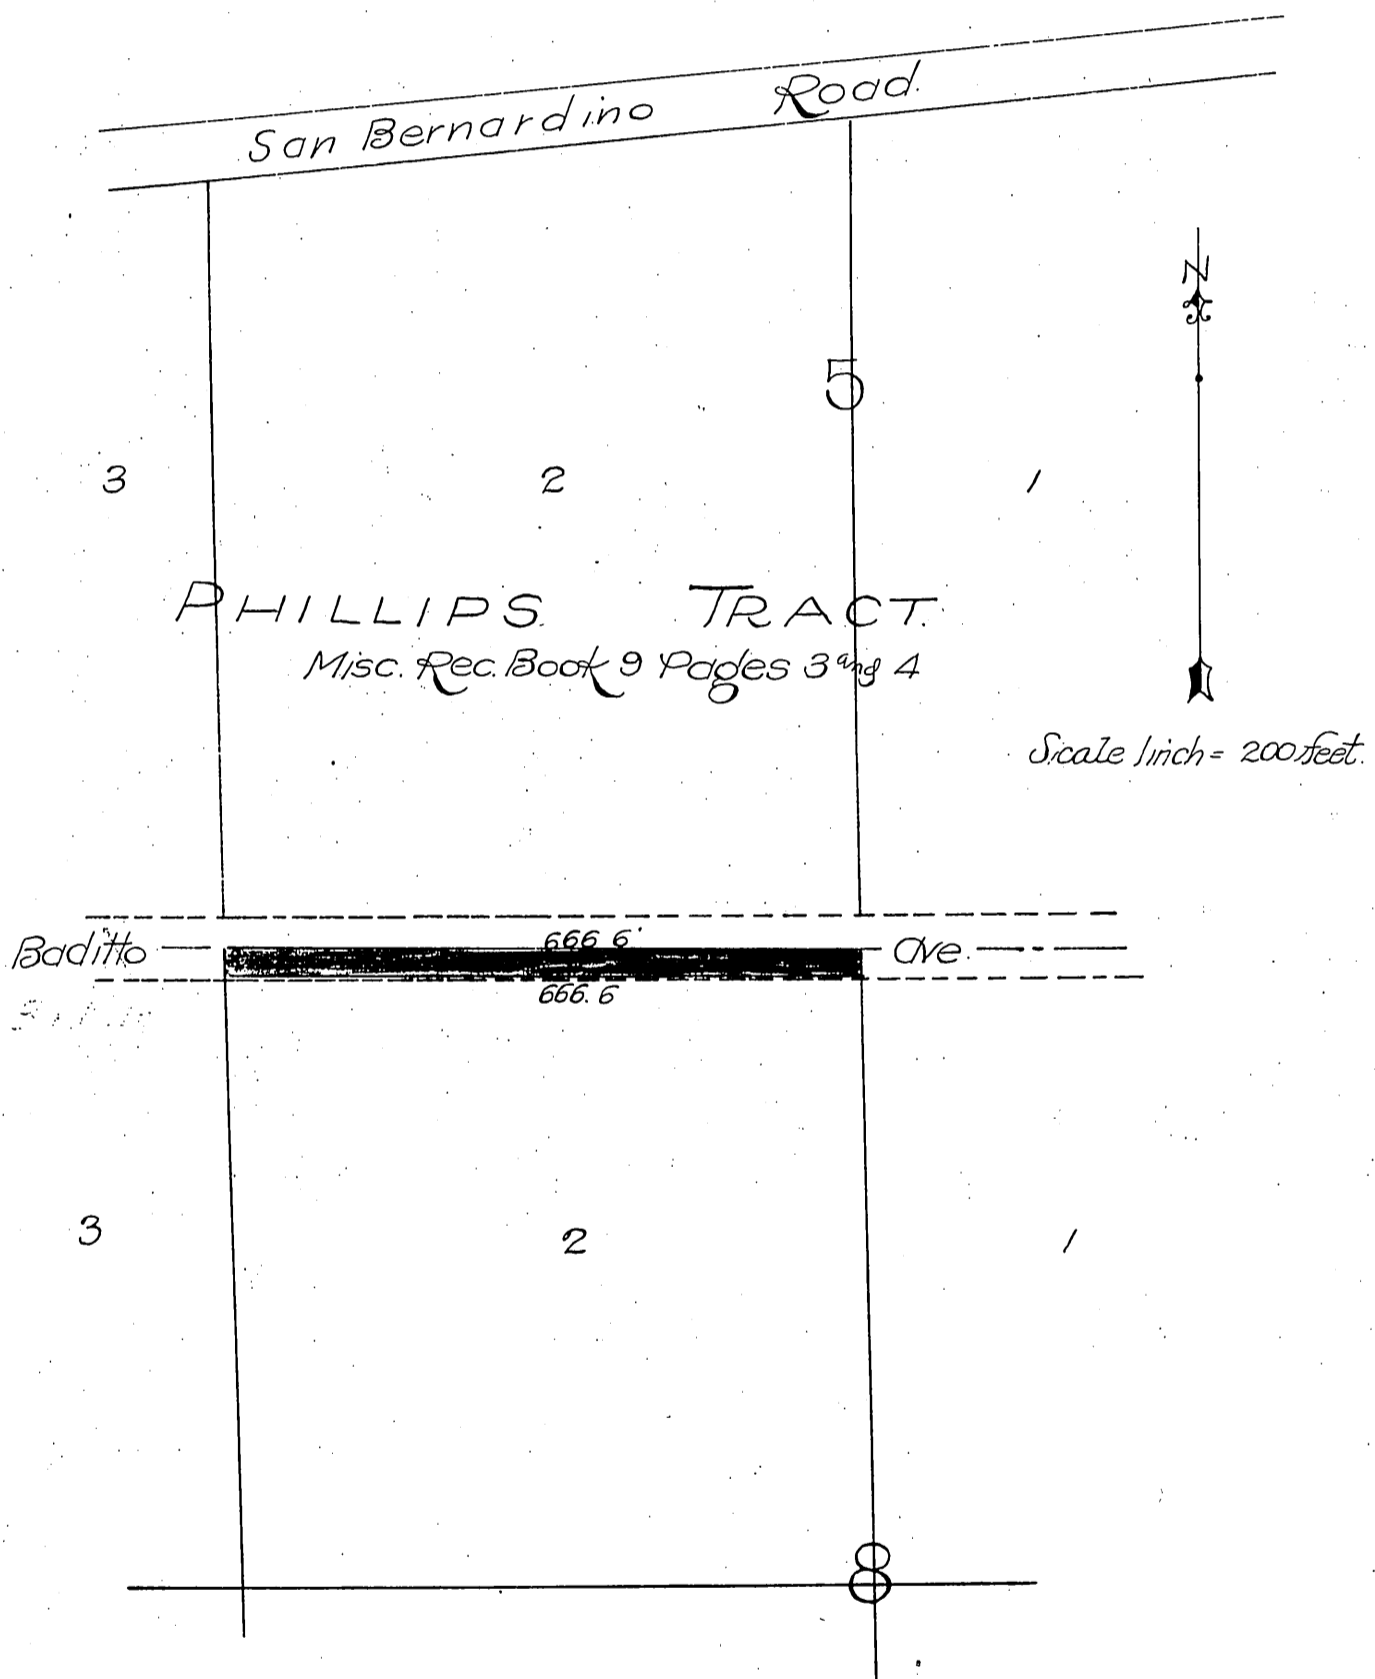 San Bernardino Road.
N
5
3 2 1
PHILLIPS TRACT.
Misc. Rec. Book 9 Pages 3 and 4
Scale 1 inch = 200 feet.
666.6'
Baditto Ave.
666.6
3 2 1
8